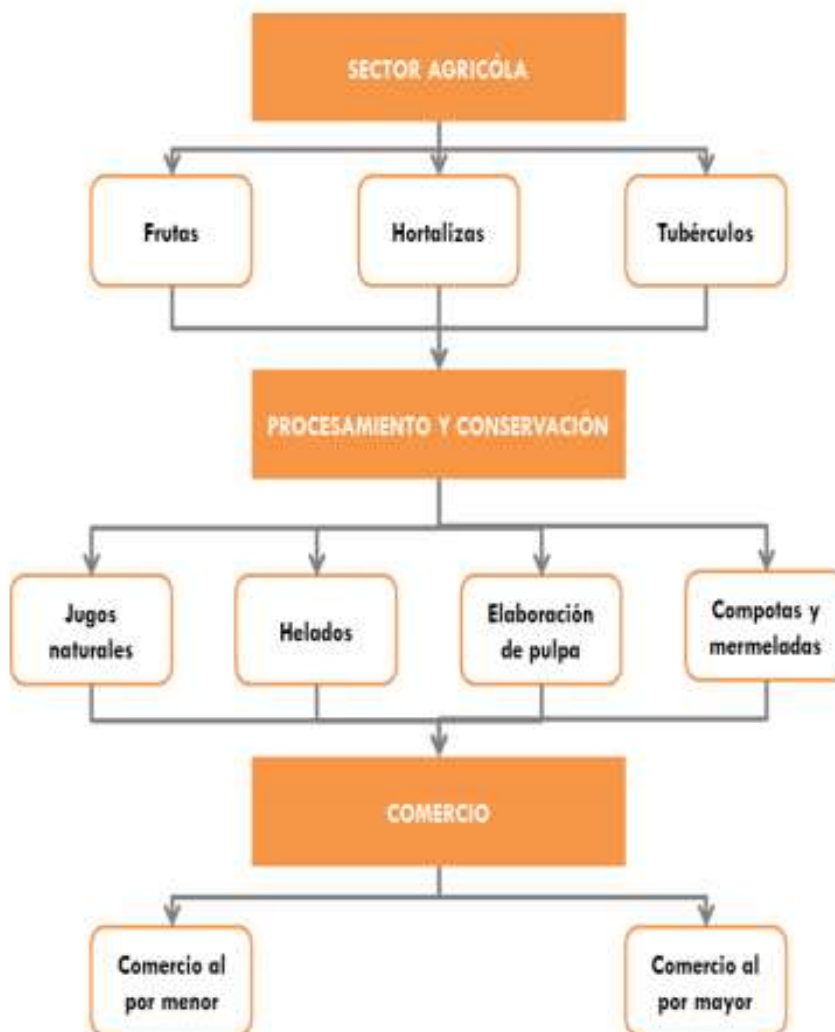 SECTOR AGRICÓLA
Frutas
Hortalizas
Tubérculos
PROCESAMIENTO Y CONSERVACIÓN
Jugos
naturales
Helados
Elaboración
de pulpa
Compotas y
mermeladas
COMERCIO
Comercio al
por menor
Comercio al
por mayor